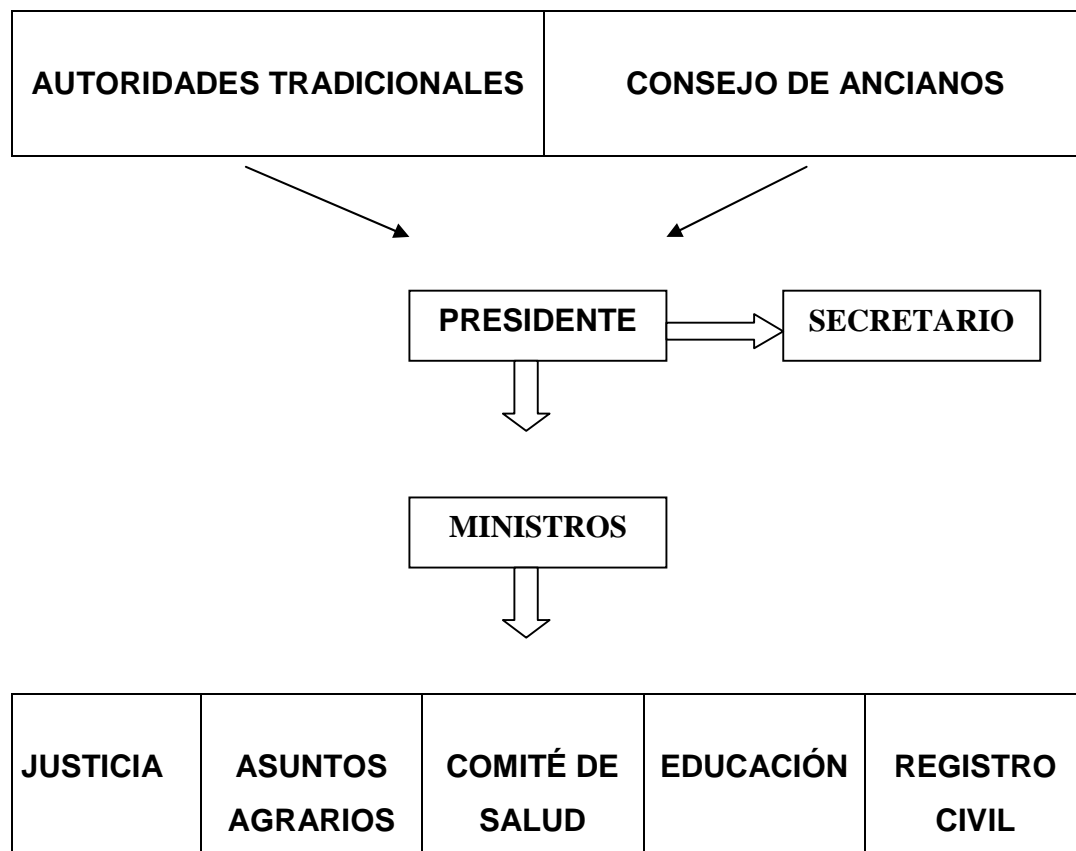 AUTORIDADES TRADICIONALES
CONSEJO DE ANCIANOS
PRESIDENTE
SECRETARIO
MINISTROS
JUSTICIA
ASUNTOS
AGRARIOS
COMITÉ DE
SALUD
EDUCACIÓN
REGISTRO
CIVIL